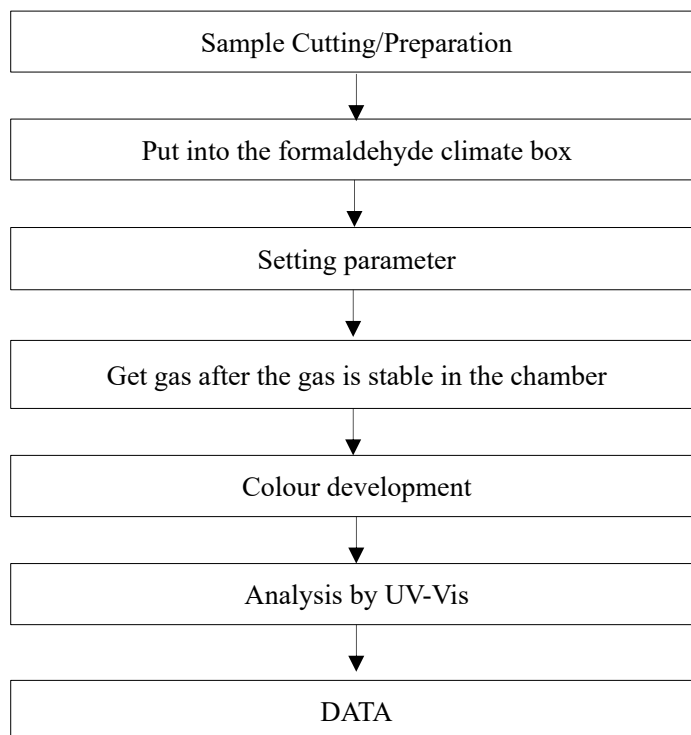 Sample Cutting/Preparation
Put into the formaldehyde climate box
Setting parameter
Get gas after the gas is stable in the chamber
Colour development
Analysis by UV-Vis
DATA